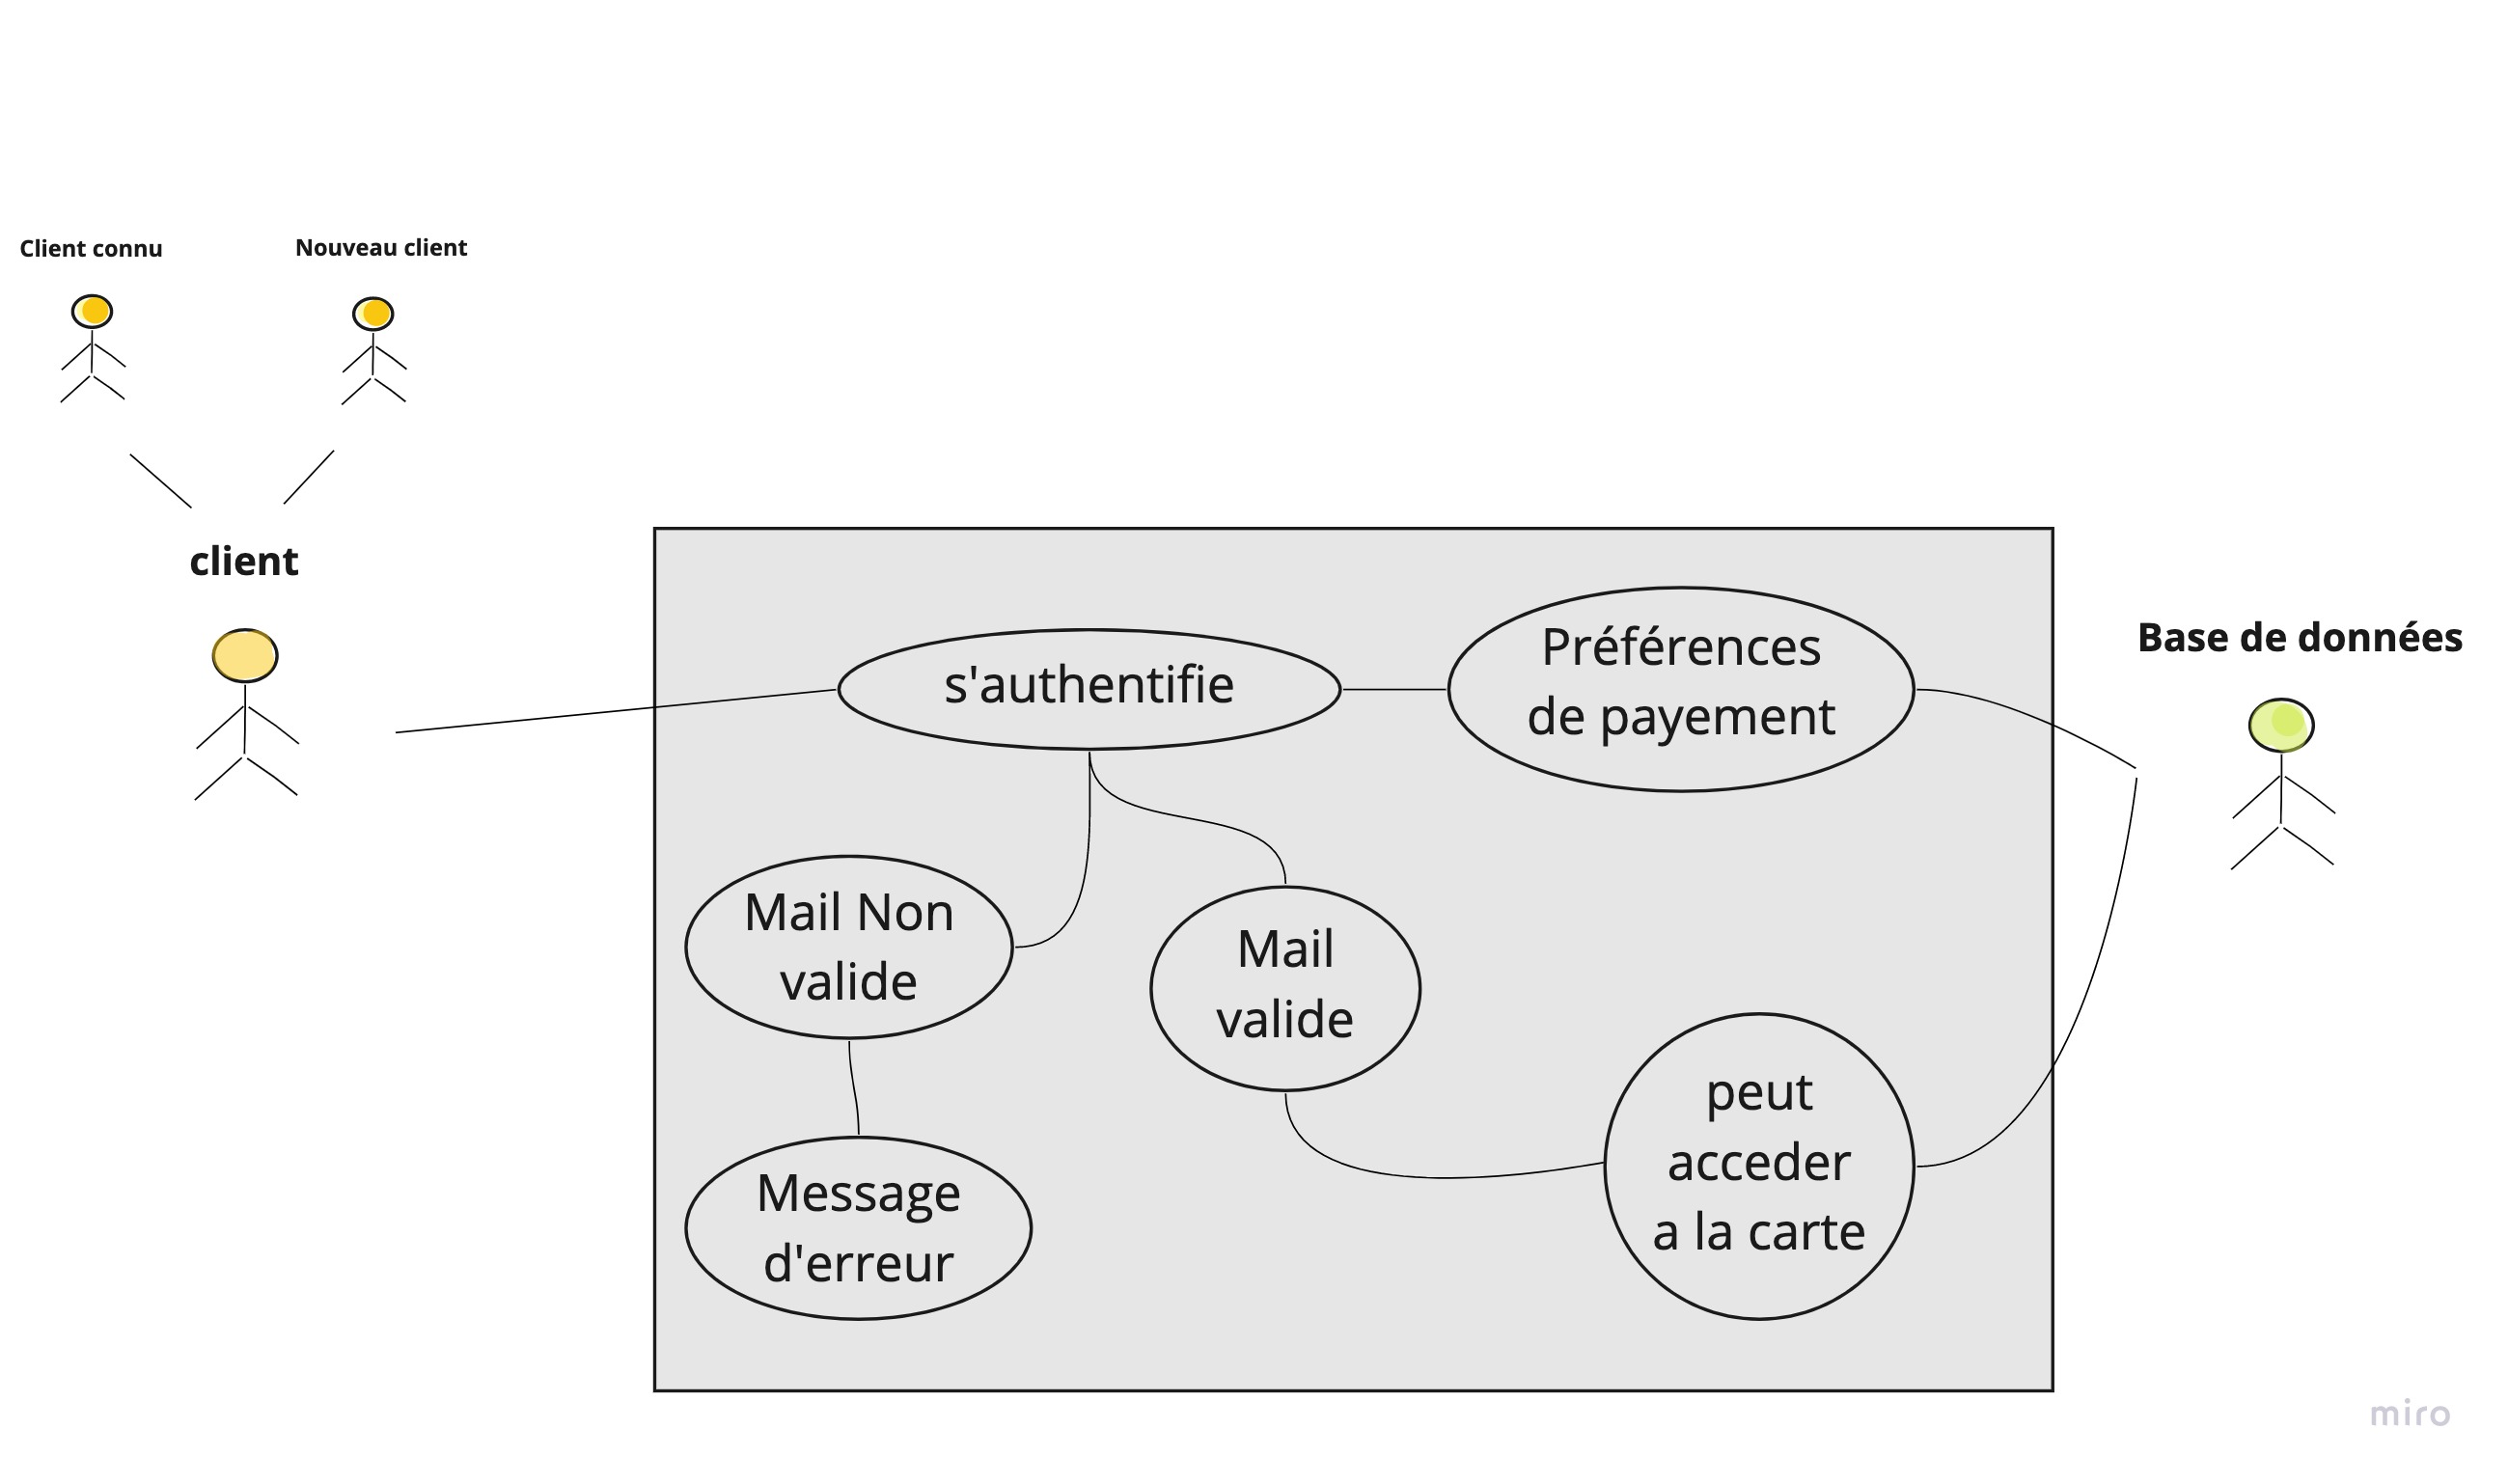 Client connu
Nouveau client
client
s'authentifie
Préférences
de payement
Base de données
Mail Non
valide
Mail
valide
peut
acceder
a la carte
Message
d'erreur
miro